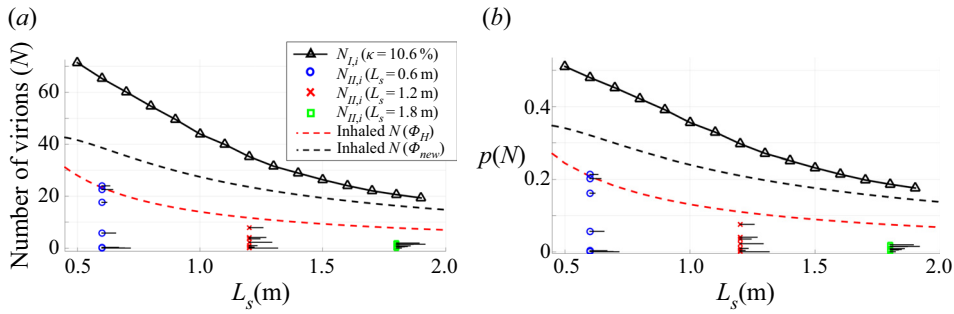 (a)
(b)
Number of virions (N)
60
40
20
0
0.5
1.0
1.5
2.0
L_s(m)
N_{I,i} (κ = 10.6 %)
N_{II,i} (L_s = 0.6 m)
N_{II,i} (L_s = 1.2 m)
N_{II,i} (L_s = 1.8 m)
Inhaled N (Φ_H)
Inhaled N (Φ_{new})
p(N)
0.4
0.2
0
0.5
1.0
1.5
2.0
L_s(m)